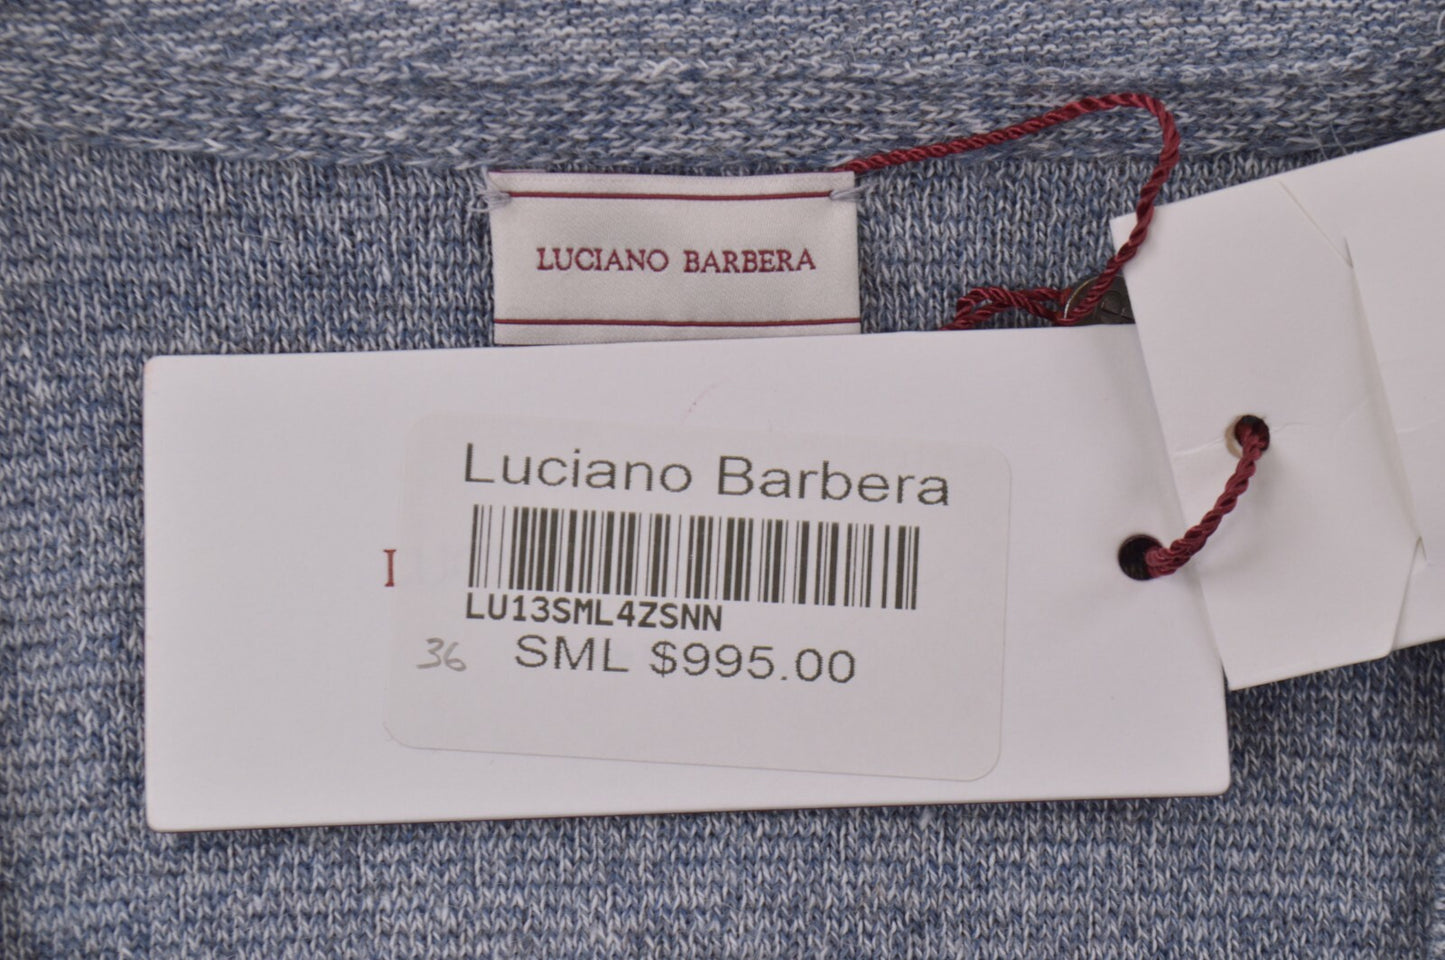 LUCIANO BARBERA
Luciano Barbera
I
LU13SML4ZSNN
36 SML $995.00